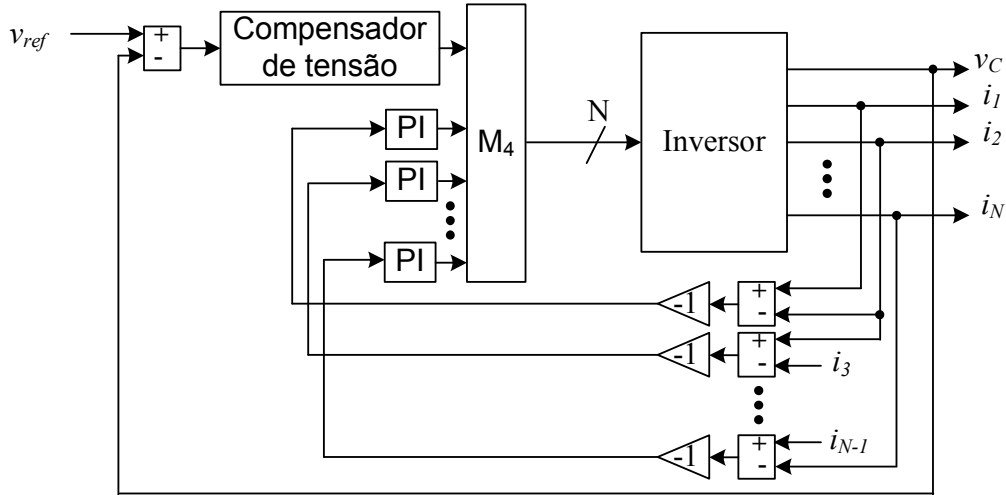 v_ref
+
-
Compensador
de tensão
PI
PI
PI
M₄
N
Inversor
v_C
i_1
i_2
i_N
-1
+
-
-1
+
-
i_3
-1
+
-
i_N-1